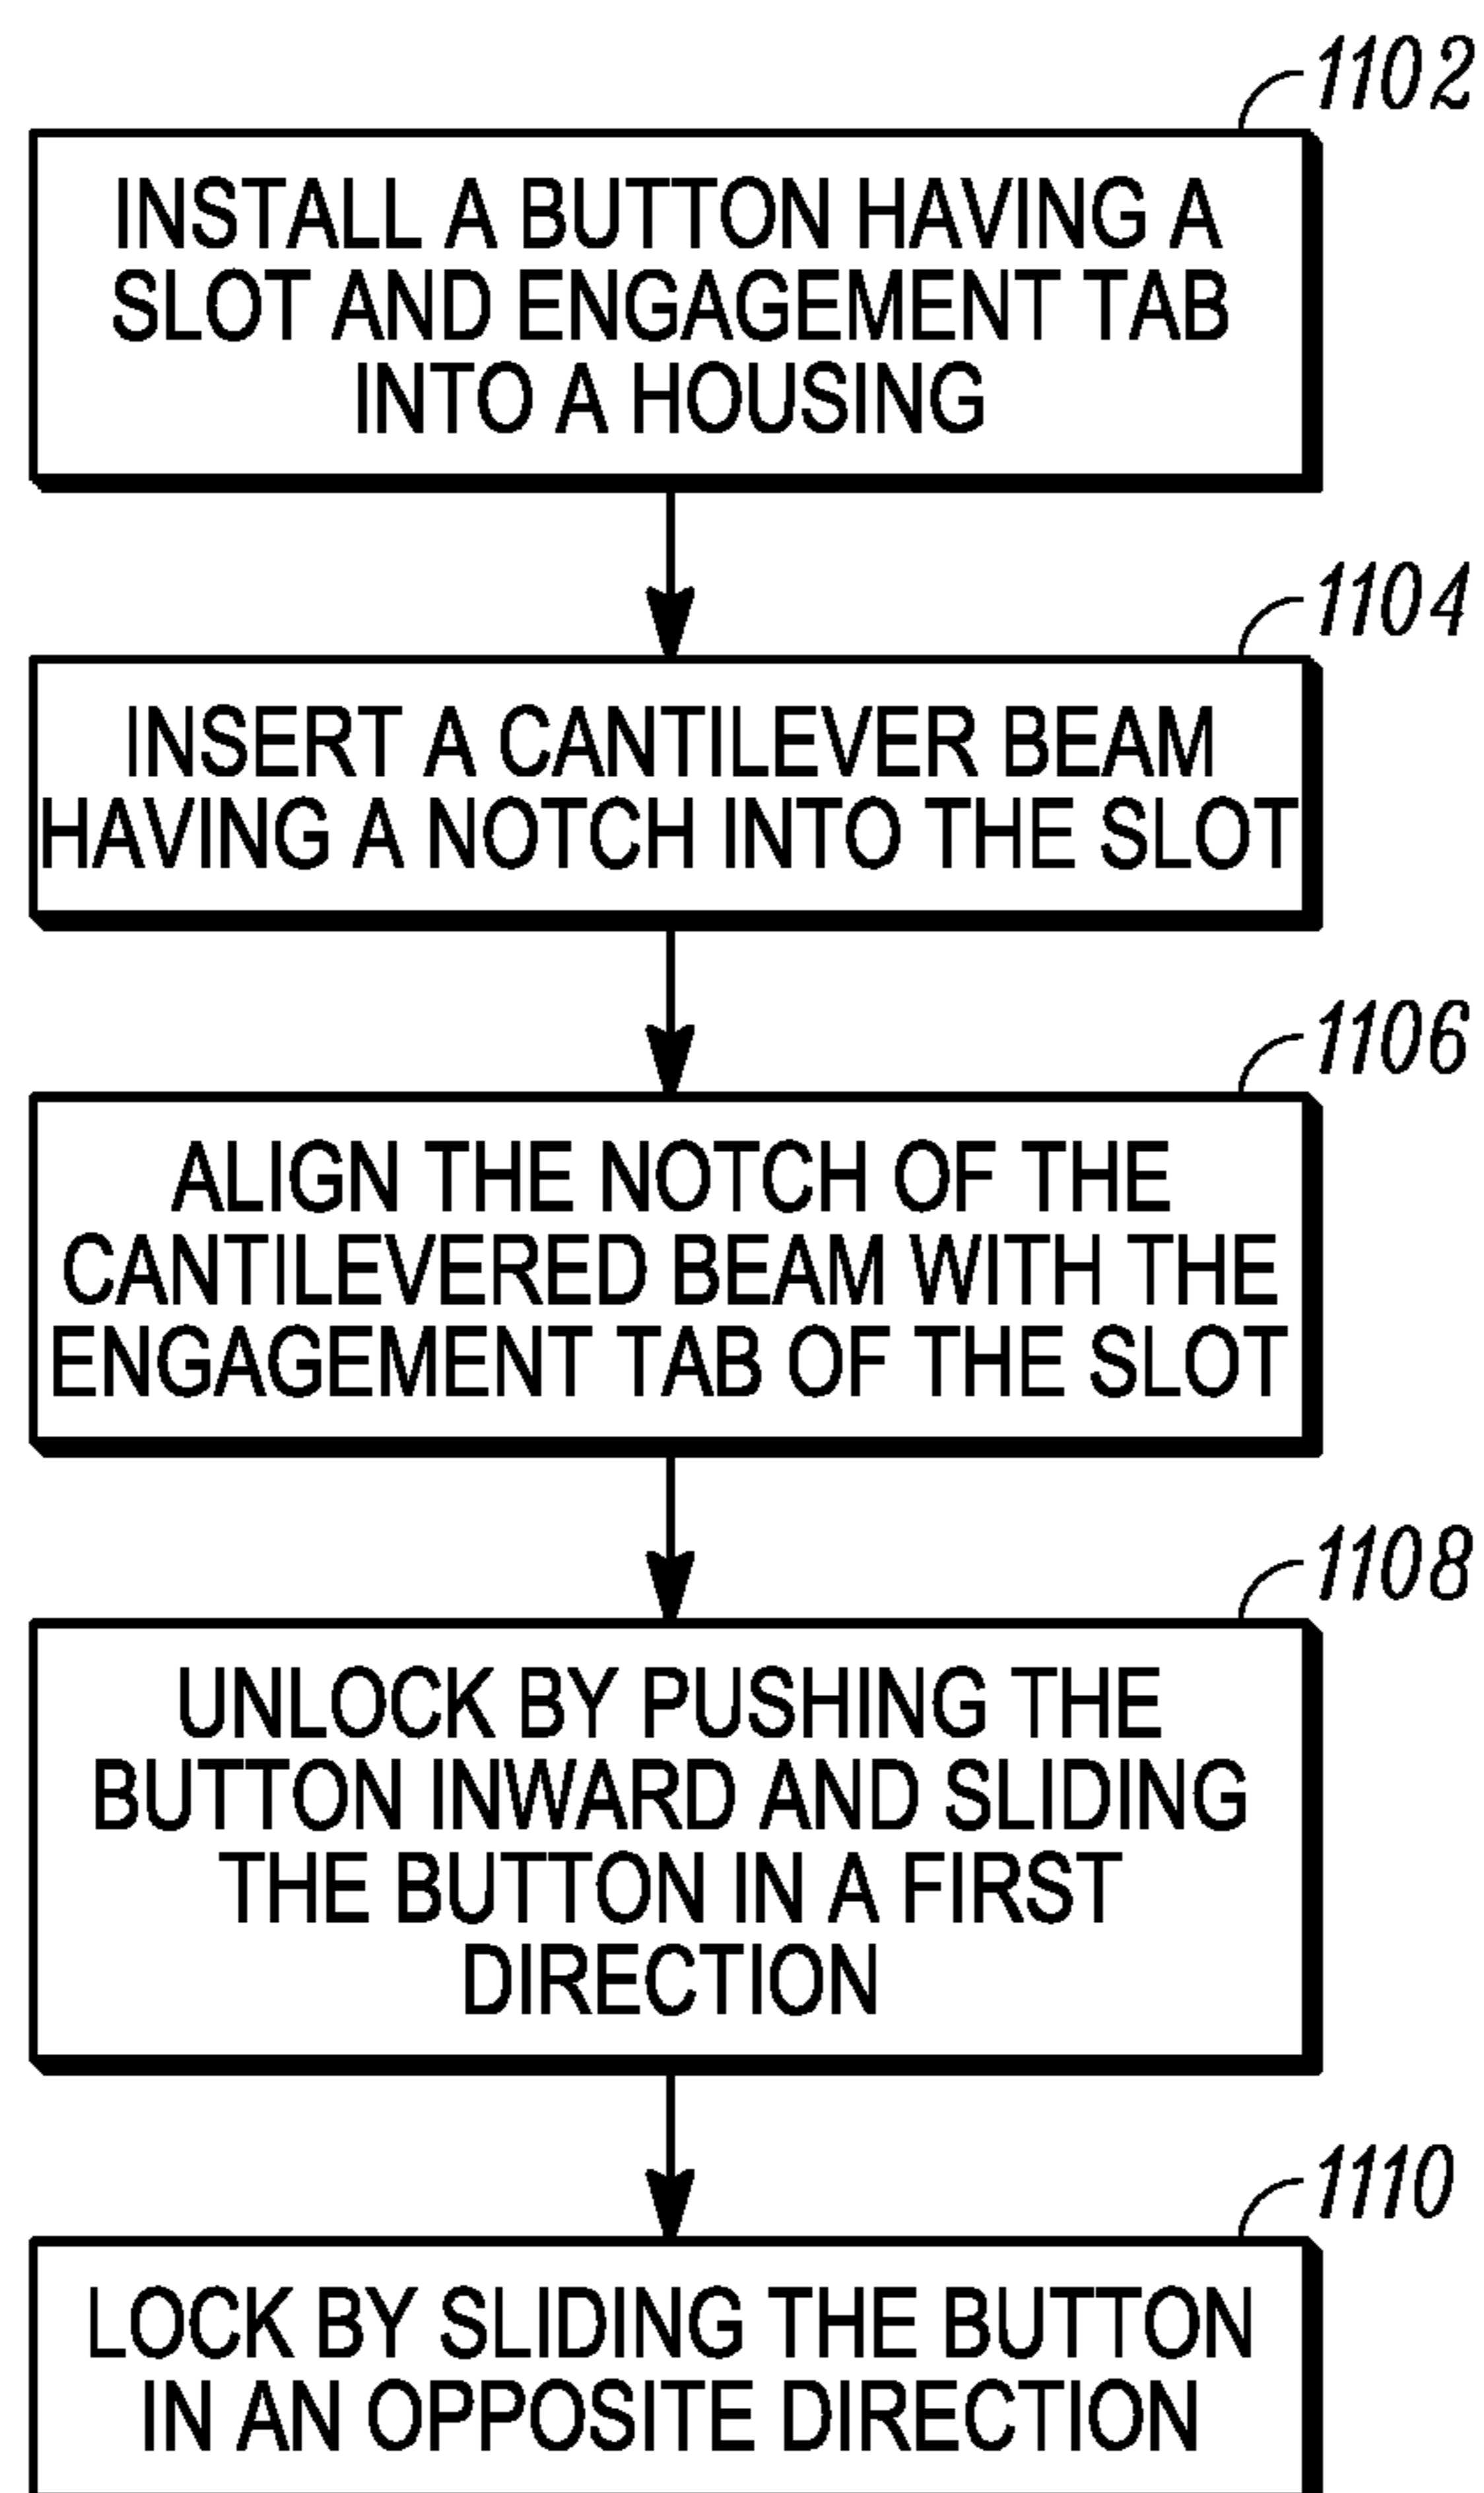 1102
INSTALL A BUTTON HAVING A
SLOT AND ENGAGEMENT TAB
INTO A HOUSING
1104
INSERT A CANTILEVER BEAM
HAVING A NOTCH INTO THE SLOT
1106
ALIGN THE NOTCH OF THE
CANTILEVERED BEAM WITH THE
ENGAGEMENT TAB OF THE SLOT
1108
UNLOCK BY PUSHING THE
BUTTON INWARD AND SLIDING
THE BUTTON IN A FIRST
DIRECTION
1110
LOCK BY SLIDING THE BUTTON
IN AN OPPOSITE DIRECTION